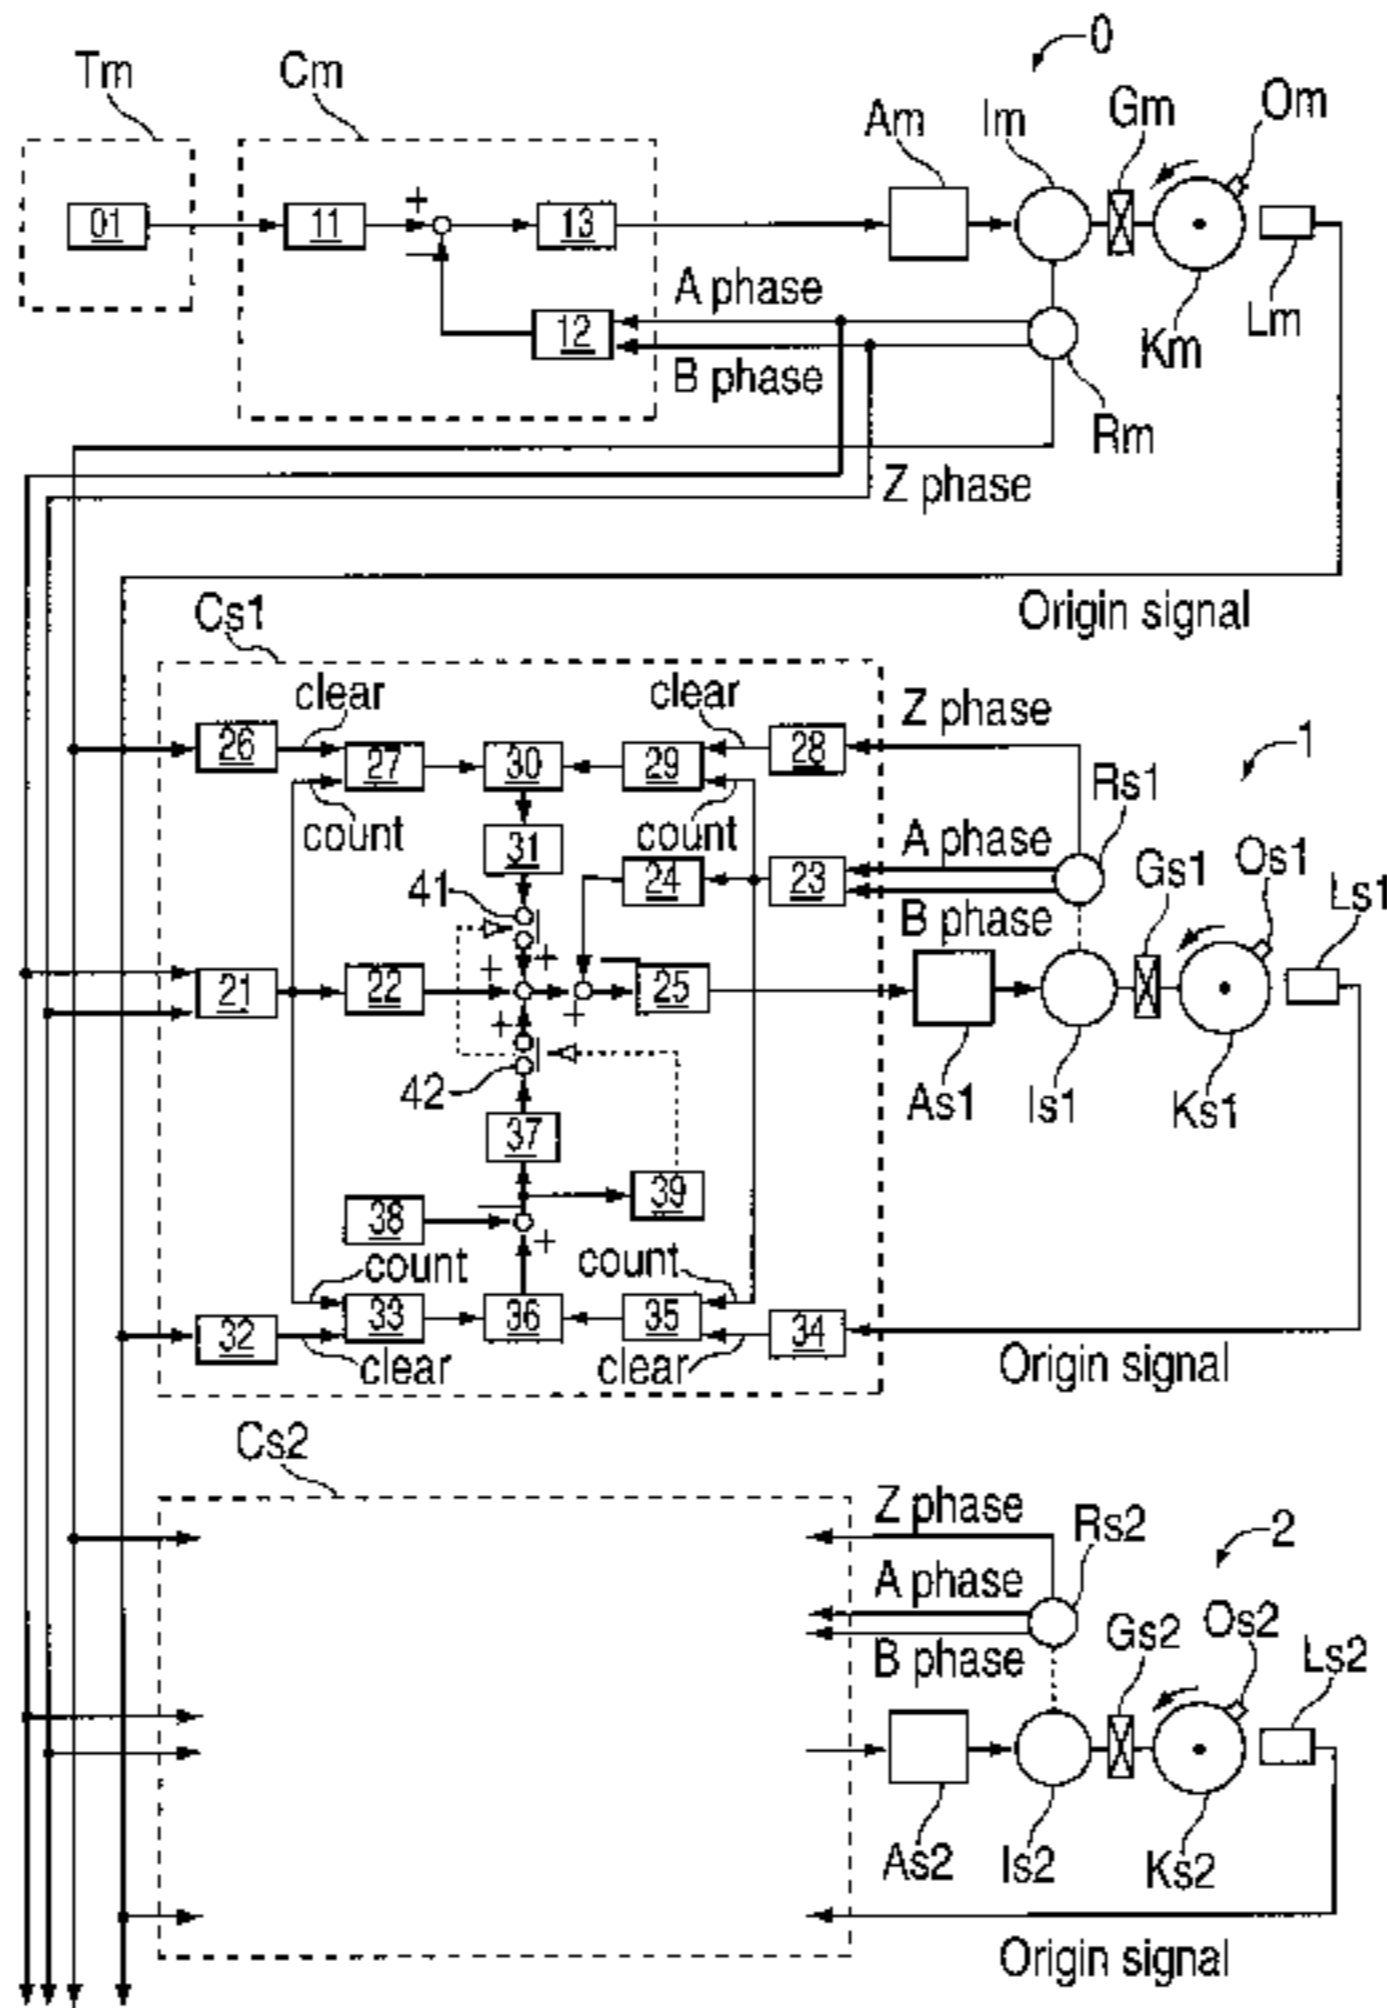 0
Tm
Cm
Am
Im
Gm
Om
01
11
+
13
−
12
A phase
B phase
Lm
Km
Rm
Z phase
Origin signal
Cs1
clear
clear
Z phase
1
26
27
30
29
28
Rs1
count
count
A phase
31
Gs1
Os1
Ls1
41
24
23
B phase
+
+
−
21
22
25
+
+
42
As1
Is1
Ks1
37
39
−
38
+
count
count
33
36
35
34
32
clear
clear
Origin signal
Cs2
Z phase
Rs2
2
A phase
Gs2
Os2
Ls2
B phase
As2
Is2
Ks2
Origin signal